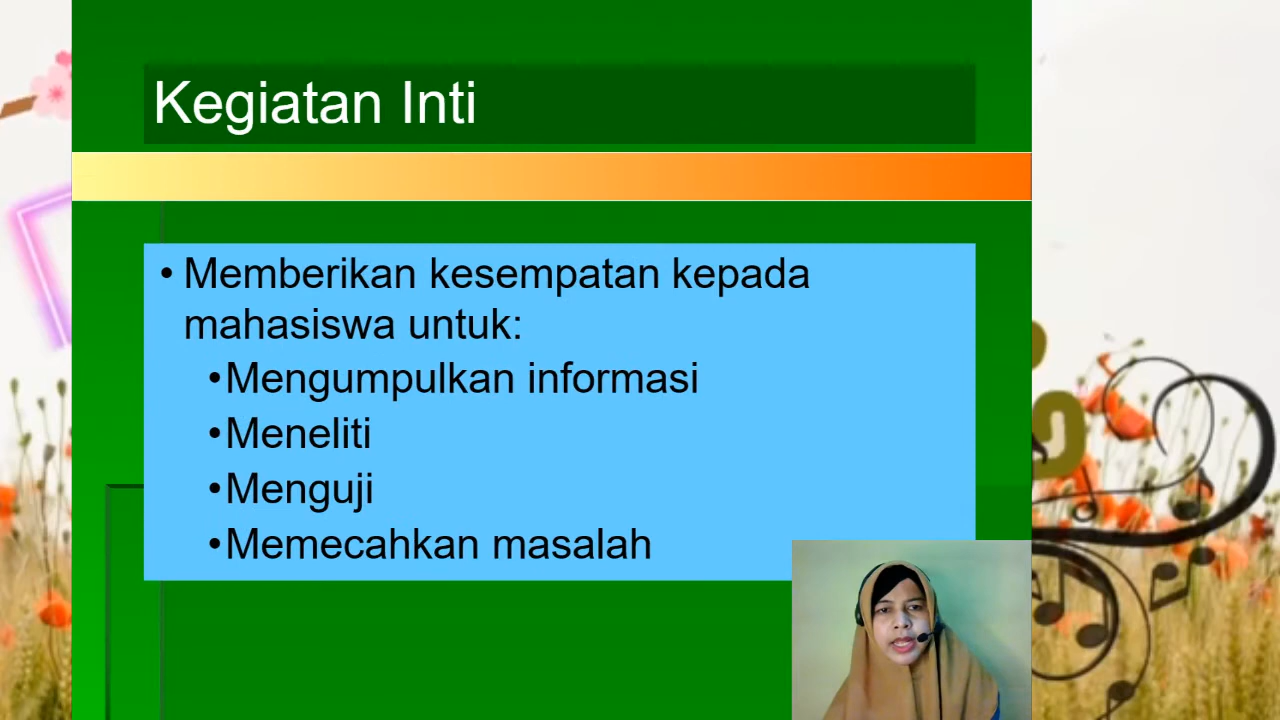 Kegiatan Inti
• Memberikan kesempatan kepada
mahasiswa untuk:
•Mengumpulkan informasi
•Meneliti
•Menguji
•Memecahkan masalah